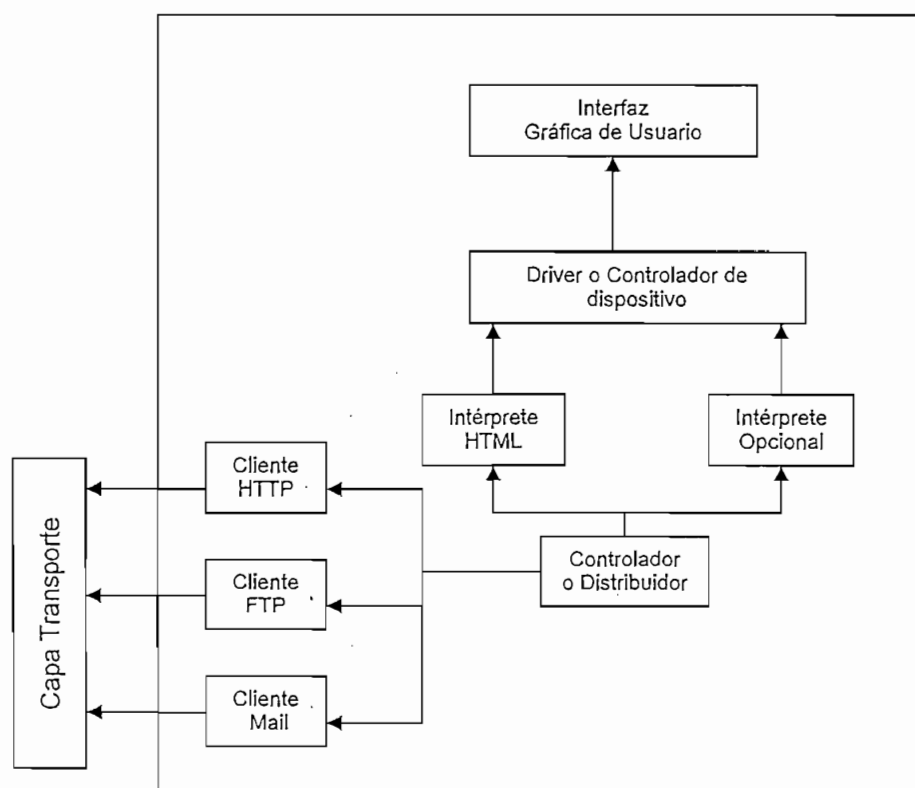 Interfaz
Gráfica de Usuario
Driver o Controlador de
dispositivo
Intérprete
HTML
Intérprete
Opcional
Cliente
HTTP
Controlador
o Distribuidor
Cliente
FTP
Cliente
Mail
Capa Transporte